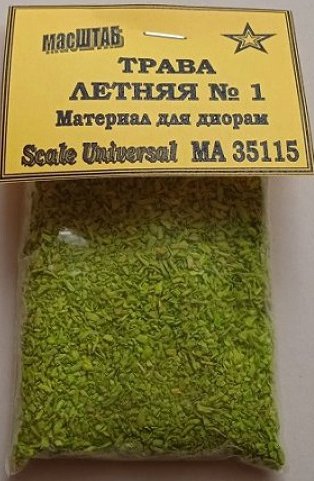 масШТАБ
ТРАВА
ЛЕТНЯЯ № 1
Материал для диорам
Scale Universal MA 35115